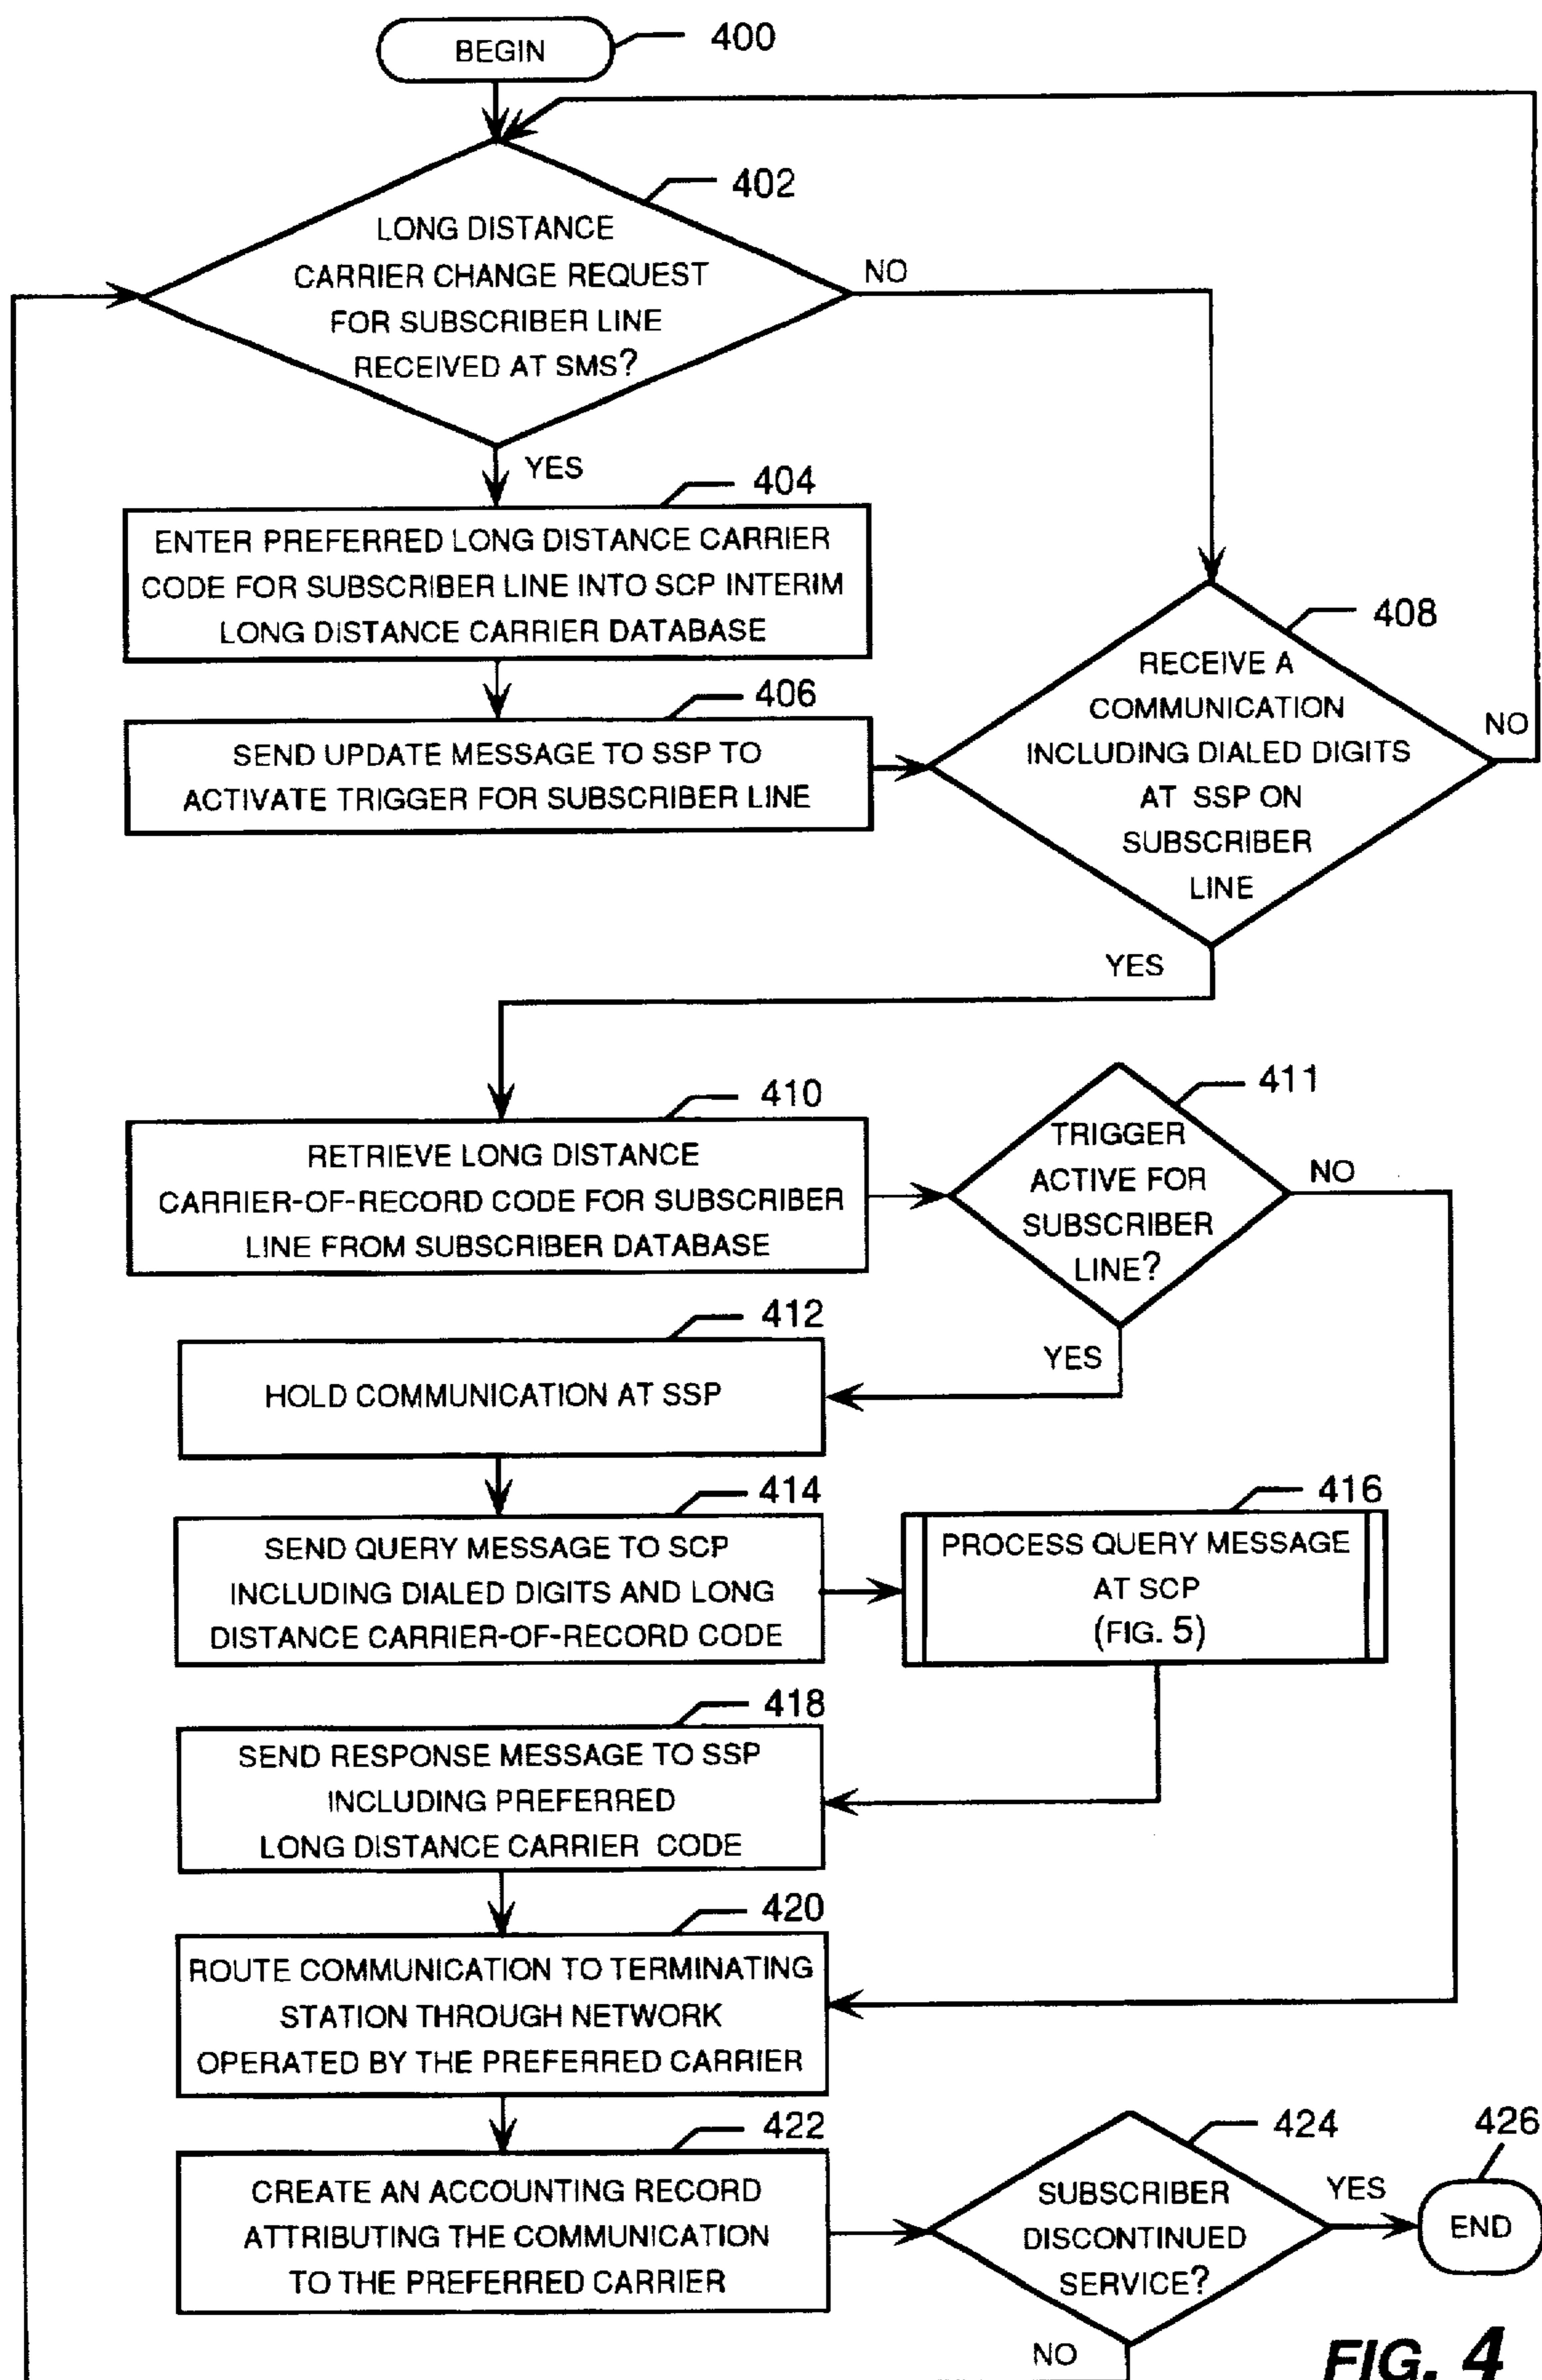 BEGIN
400
402
LONG DISTANCE
CARRIER CHANGE REQUEST
FOR SUBSCRIBER LINE
RECEIVED AT SMS?
NO
YES
404
ENTER PREFERRED LONG DISTANCE CARRIER
CODE FOR SUBSCRIBER LINE INTO SCP INTERIM
LONG DISTANCE CARRIER DATABASE
406
SEND UPDATE MESSAGE TO SSP TO
ACTIVATE TRIGGER FOR SUBSCRIBER LINE
408
RECEIVE A
COMMUNICATION
INCLUDING DIALED DIGITS
AT SSP ON
SUBSCRIBER
LINE
NO
YES
410
RETRIEVE LONG DISTANCE
CARRIER-OF-RECORD CODE FOR SUBSCRIBER
LINE FROM SUBSCRIBER DATABASE
411
TRIGGER
ACTIVE FOR
SUBSCRIBER
LINE?
NO
YES
412
HOLD COMMUNICATION AT SSP
414
SEND QUERY MESSAGE TO SCP
INCLUDING DIALED DIGITS AND LONG
DISTANCE CARRIER-OF-RECORD CODE
416
PROCESS QUERY MESSAGE
AT SCP
(FIG. 5)
418
SEND RESPONSE MESSAGE TO SSP
INCLUDING PREFERRED
LONG DISTANCE CARRIER CODE
420
ROUTE COMMUNICATION TO TERMINATING
STATION THROUGH NETWORK
OPERATED BY THE PREFERRED CARRIER
422
CREATE AN ACCOUNTING RECORD
ATTRIBUTING THE COMMUNICATION
TO THE PREFERRED CARRIER
424
SUBSCRIBER
DISCONTINUED
SERVICE?
YES
426
END
NO
FIG. 4